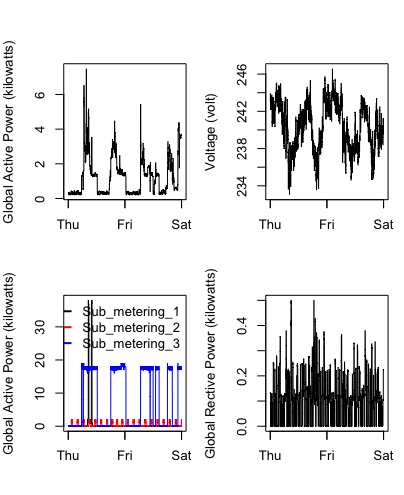 Global Active Power (kilowatts)
0 2 4 6
Thu Fri Sat
Voltage (volt)
234 238 242 246
Thu Fri Sat
Global Active Power (kilowatts)
0 10 20 30
Sub_metering_1
Sub_metering_2
Sub_metering_3
Thu Fri Sat
Global Rective Power (kilowatts)
0.0 0.2 0.4
Thu Fri Sat